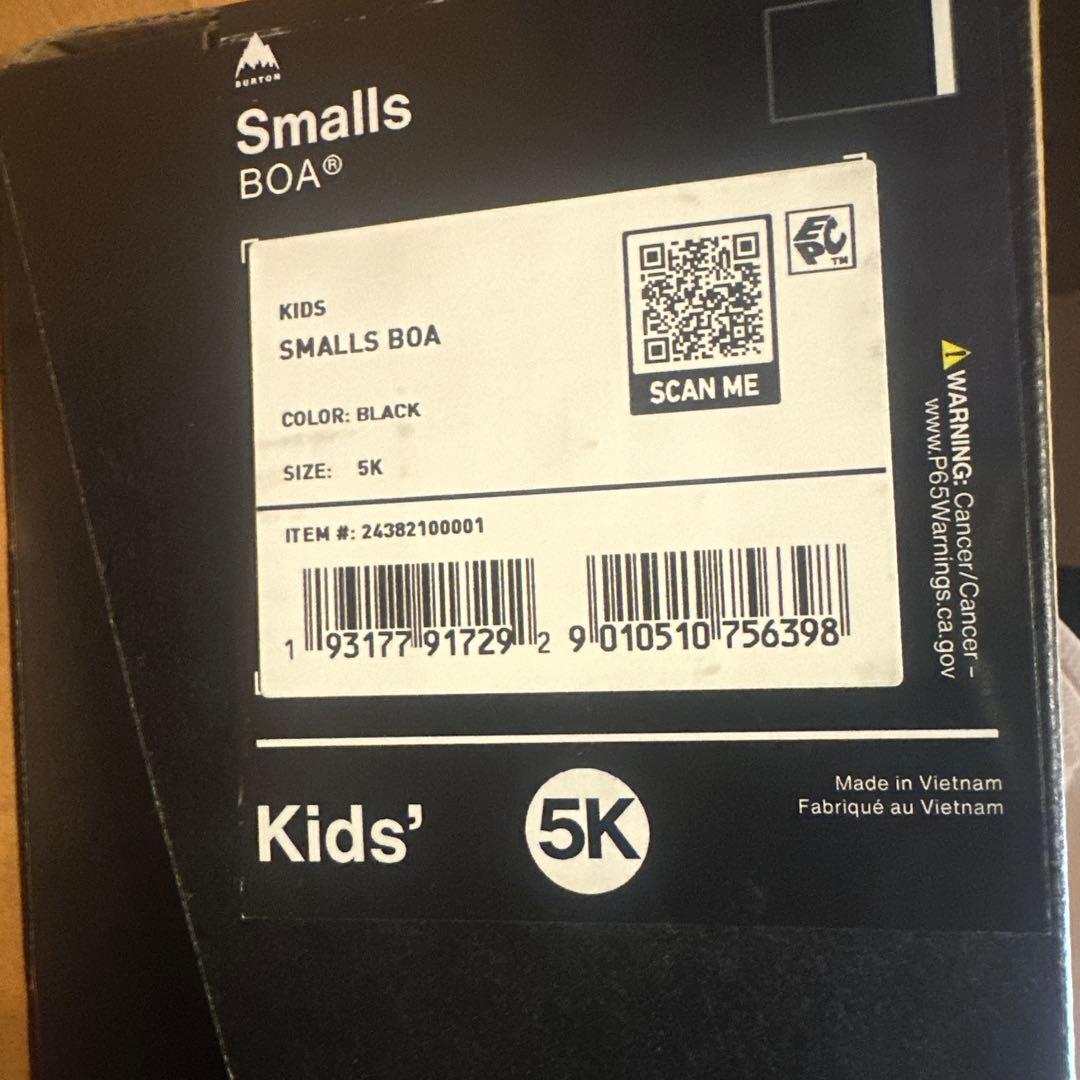 BURTON
Smalls
BOA®
KIDS
SMALLS BOA
COLOR: BLACK
SIZE: 5K
SCAN ME
EPC™
ITEM #: 24382100001
1 93177 91729 2
9 010510 756398
⚠ WARNING: Cancer/Cancer -
www.P65Warnings.ca.gov
Kids’
5K
Made in Vietnam
Fabriqué au Vietnam